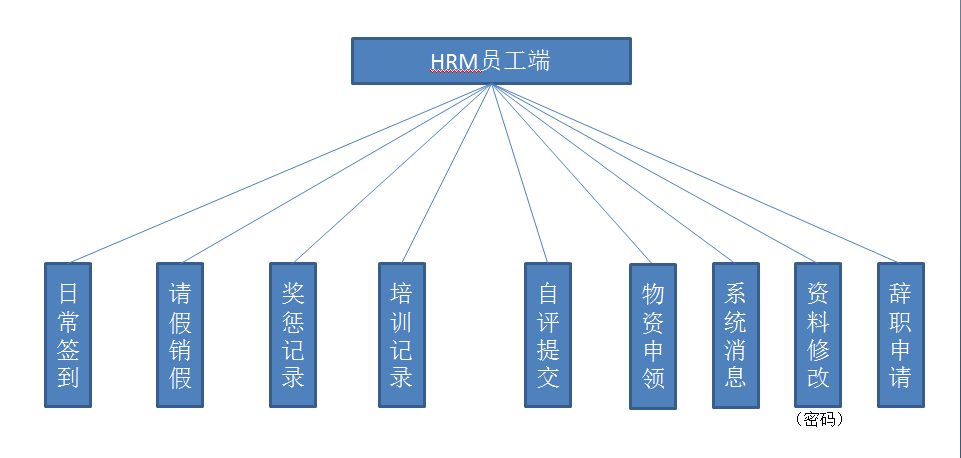 HRM员工端
日常签到
请假销假
奖惩记录
培训记录
自评提交
物资申领
系统消息
资料修改
辞职申请
（密码）